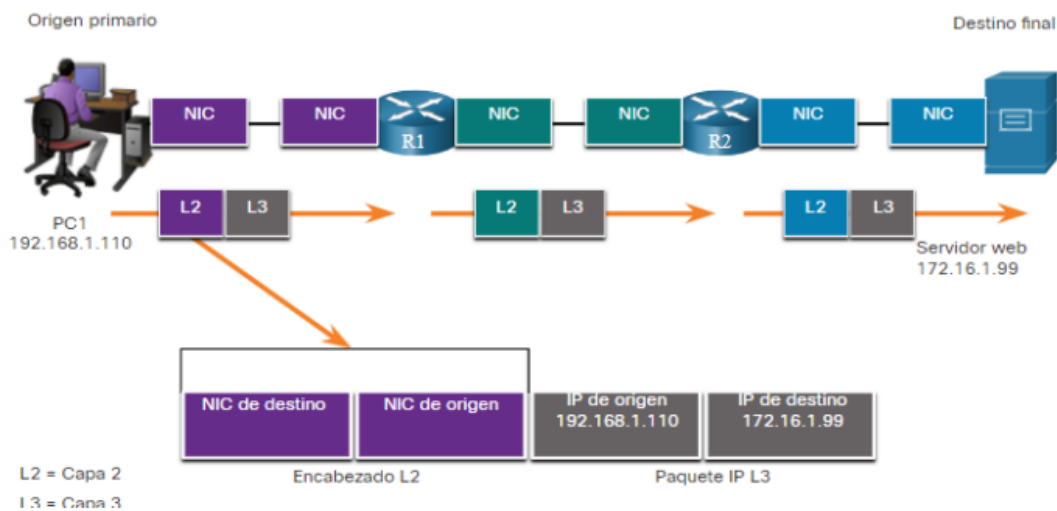 Origen primario
Destino final
NIC
NIC
R1
NIC
NIC
R2
NIC
NIC
PC1
192.168.1.110
L2
L3
L2
L3
L2
L3
Servidor web
172.16.1.99
NIC de destino
NIC de origen
IP de origen
192.168.1.110
IP de destino
172.16.1.99
L2 = Capa 2
Encabezado L2
Paquete IP L3
L3 = Capa 3